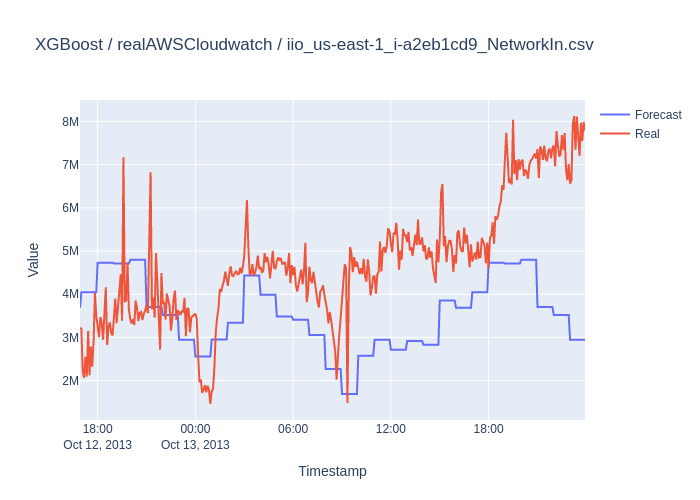 XGBoost / realAWSCloudwatch / iio_us-east-1_i-a2eb1cd9_NetworkIn.csv
Forecast
Real
8M
7M
6M
5M
4M
3M
2M
Value
18:00
Oct 12, 2013
00:00
Oct 13, 2013
06:00
12:00
18:00
Timestamp